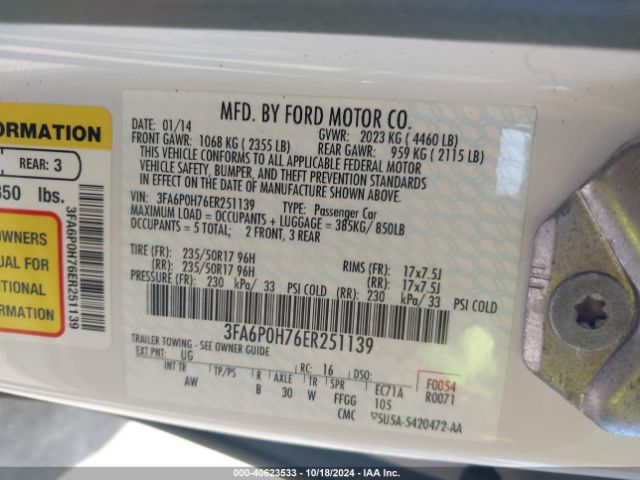 ORMATION
REAR: 3
850 lbs.
OWNERS
UAL FOR
TIONAL
RMATION
3FA6P0H76ER251139
MFD. BY FORD MOTOR CO.
DATE: 01/14 GVWR: 2023 KG ( 4460 LB)
FRONT GAWR: 1068 KG ( 2355 LB) REAR GAWR: 959 KG ( 2115 LB)
THIS VEHICLE CONFORMS TO ALL APPLICABLE FEDERAL MOTOR
VEHICLE SAFETY, BUMPER, AND THEFT PREVENTION STANDARDS
IN EFFECT ON THE DATE OF MANUFACTURE SHOWN ABOVE.
VIN: 3FA6P0H76ER251139 TYPE: Passenger Car
MAXIMUM LOAD = OCCUPANTS + LUGGAGE = 385KG/ 850LB
OCCUPANTS = 5 TOTAL; 2 FRONT, 3 REAR
TIRE (FR): 235/50R17 96H RIMS (FR): 17x7.5J
(RR): 235/50R17 96H (RR): 17x7.5J
PRESSURE (FR): 230 kPa/ 33 PSI COLD (RR): 230 kPa/ 33 PSI COLD
3FA6P0H76ER251139
TRAILER TOWING - SEE OWNER GUIDE
EXT PNT: UG RC: 16 DSO: F0054
INT TR TP/PS R AXLE TR SPR EC71A R0071
AW B 30 W FFGG 105
CMC 5USA-5420472-AA
000-40623533 - 10/18/2024 - IAA Inc.